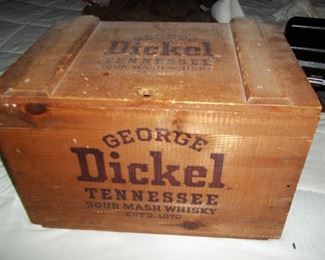 GEORGE
Dickel
TENNESSEE
SOUR MASH WHISKY
GEORGE
Dickel
TENNESSEE
SOUR MASH WHISKY
ESTD. 1870